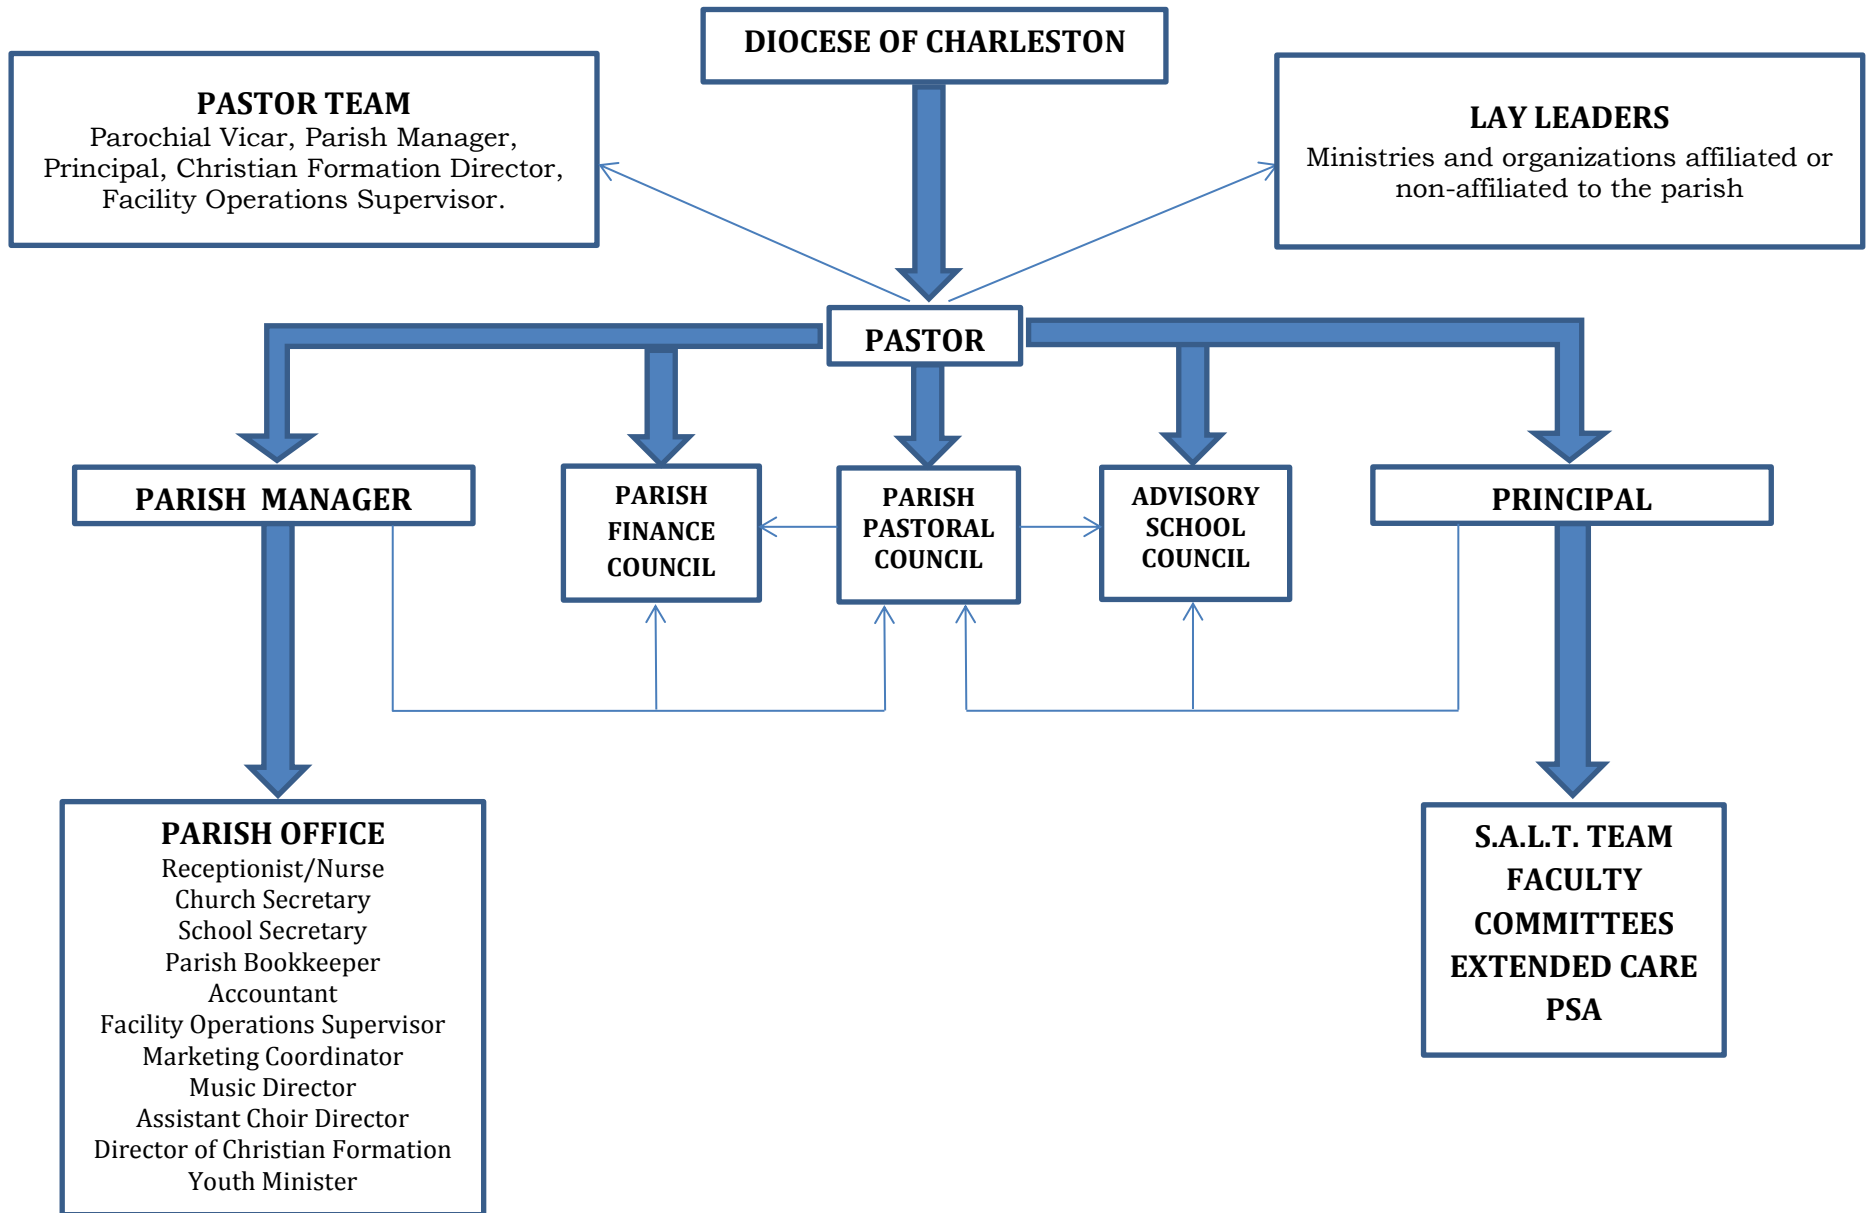 DIOCESE OF CHARLESTON
PASTOR TEAM
Parochial Vicar, Parish Manager,
Principal, Christian Formation Director,
Facility Operations Supervisor.
LAY LEADERS
Ministries and organizations affiliated or
non-affiliated to the parish
PASTOR
PARISH MANAGER
PARISH
FINANCE
COUNCIL
PARISH
PASTORAL
COUNCIL
ADVISORY
SCHOOL
COUNCIL
PRINCIPAL
PARISH OFFICE
Receptionist/Nurse
Church Secretary
School Secretary
Parish Bookkeeper
Accountant
Facility Operations Supervisor
Marketing Coordinator
Music Director
Assistant Choir Director
Director of Christian Formation
Youth Minister
S.A.L.T. TEAM
FACULTY
COMMITTEES
EXTENDED CARE
PSA